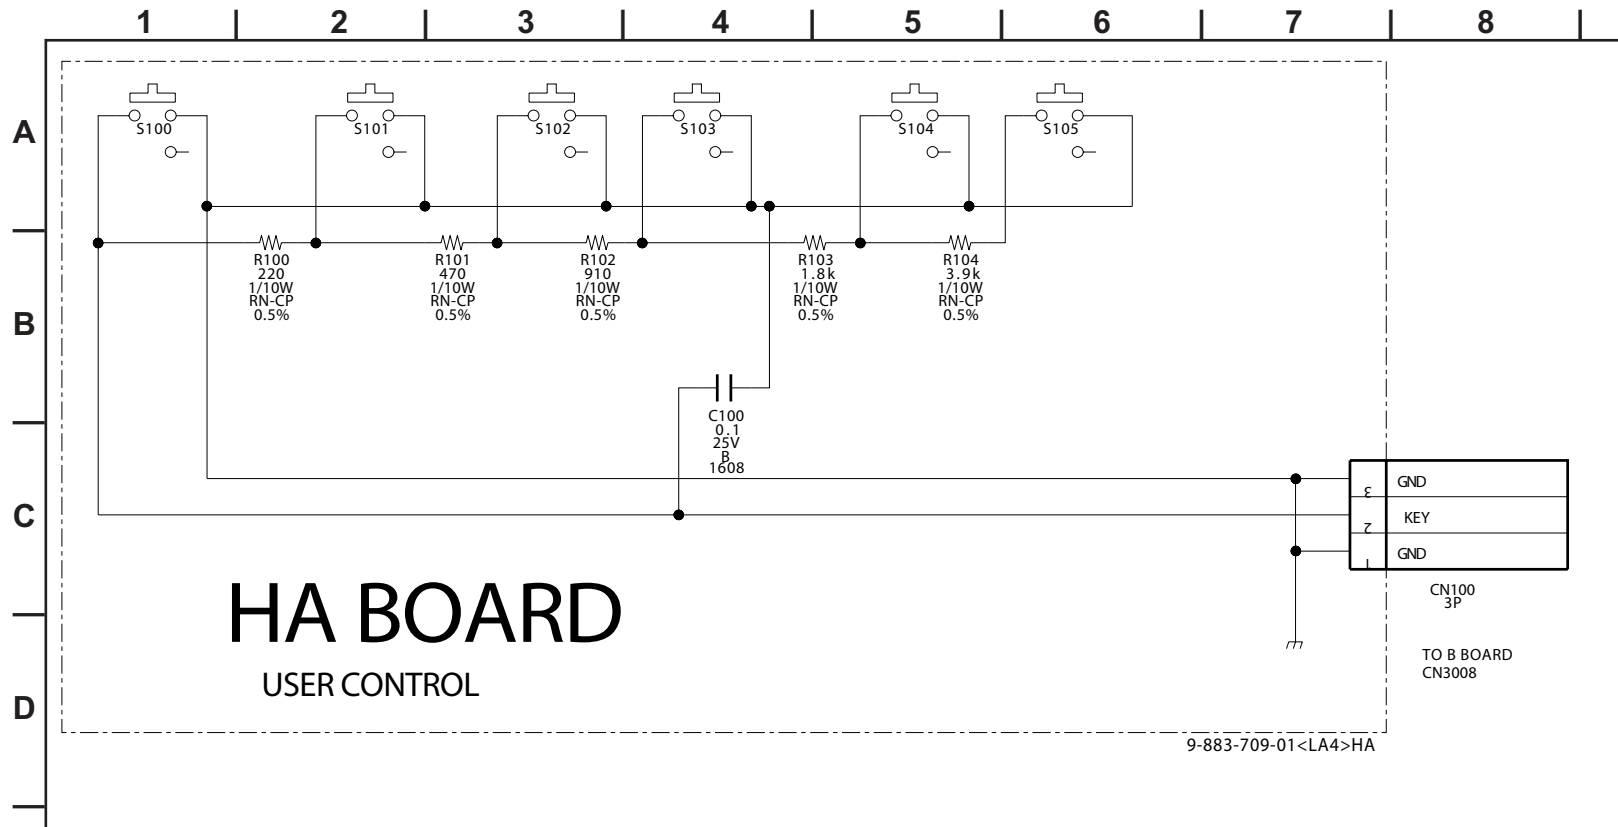 1 2 3 4 5 6 7 8
A
S100 S101 S102 S103 S104 S105
B
R100 R101 R102 R103 R104
220 470 910 1.8k 3.9k
1/10W 1/10W 1/10W 1/10W 1/10W
RN-CP RN-CP RN-CP RN-CP RN-CP
0.5% 0.5% 0.5% 0.5% 0.5%
C100
0.1
25V
B
1608
C
3 GND
2 KEY
1 GND
CN100
3P
HA BOARD
USER CONTROL
TO B BOARD
CN3008
D
9-883-709-01<LA4>HA